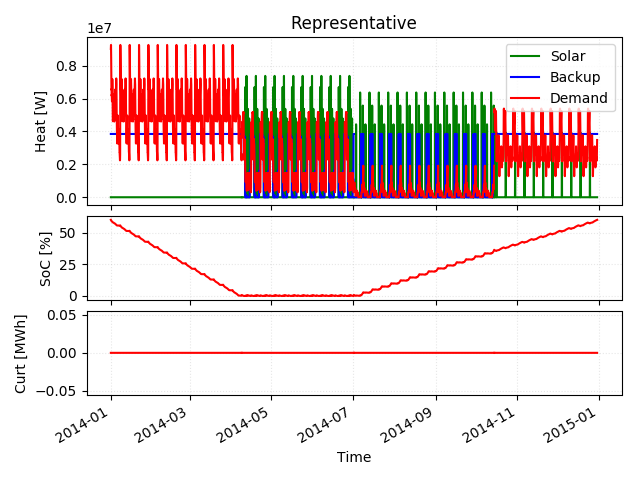 Representative
1e7
0.8
0.6
0.4
0.2
0.0
Heat [W]
Solar
Backup
Demand
50
25
0
SoC [%]
0.05
0.00
−0.05
Curt [MWh]
2014-01
2014-03
2014-05
2014-07
2014-09
2014-11
2015-01
Time